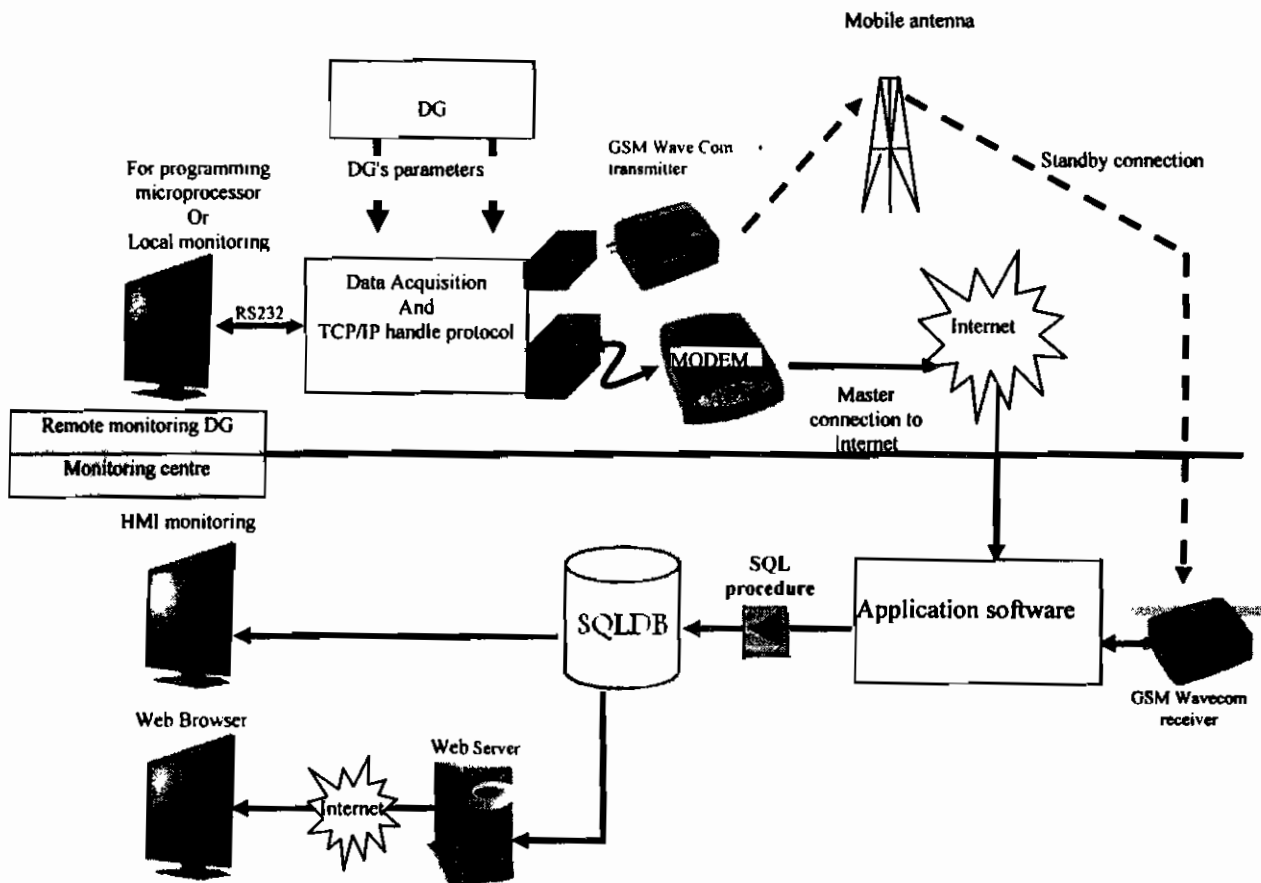 Mobile antenna
DG
GSM Wave Com
transmitter
Standby connection
For programming
microprocessor
Or
Local monitoring
DG's parameters
Data Acquisition
And
TCP/IP handle protocol
RS232
Internet
MODEM
Master
connection to
Internet
Remote monitoring DG
Monitoring centre
HMI monitoring
SQL
procedure
Application software
SQLDB
GSM Wavecom
receiver
Web Browser
Web Server
Internet